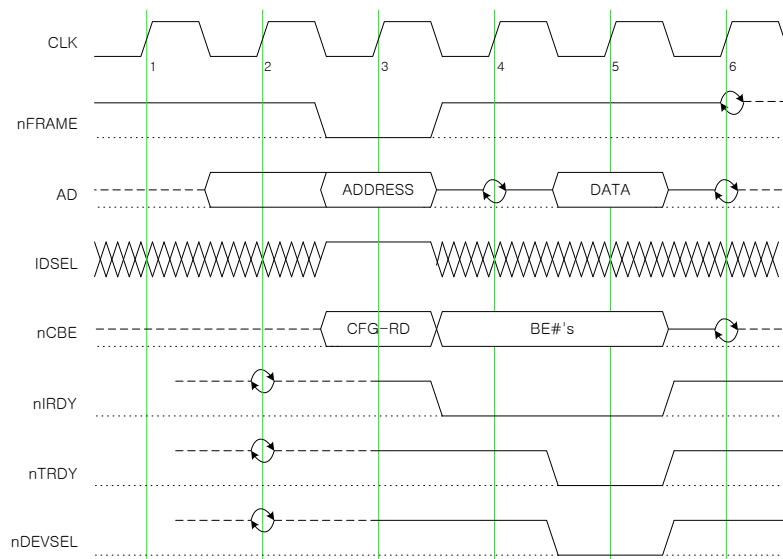 CLK
1 2 3 4 5 6
nFRAME
AD ADDRESS DATA
IDSEL
nCBE CFG-RD BE#'s
nIRDY
nTRDY
nDEVSEL